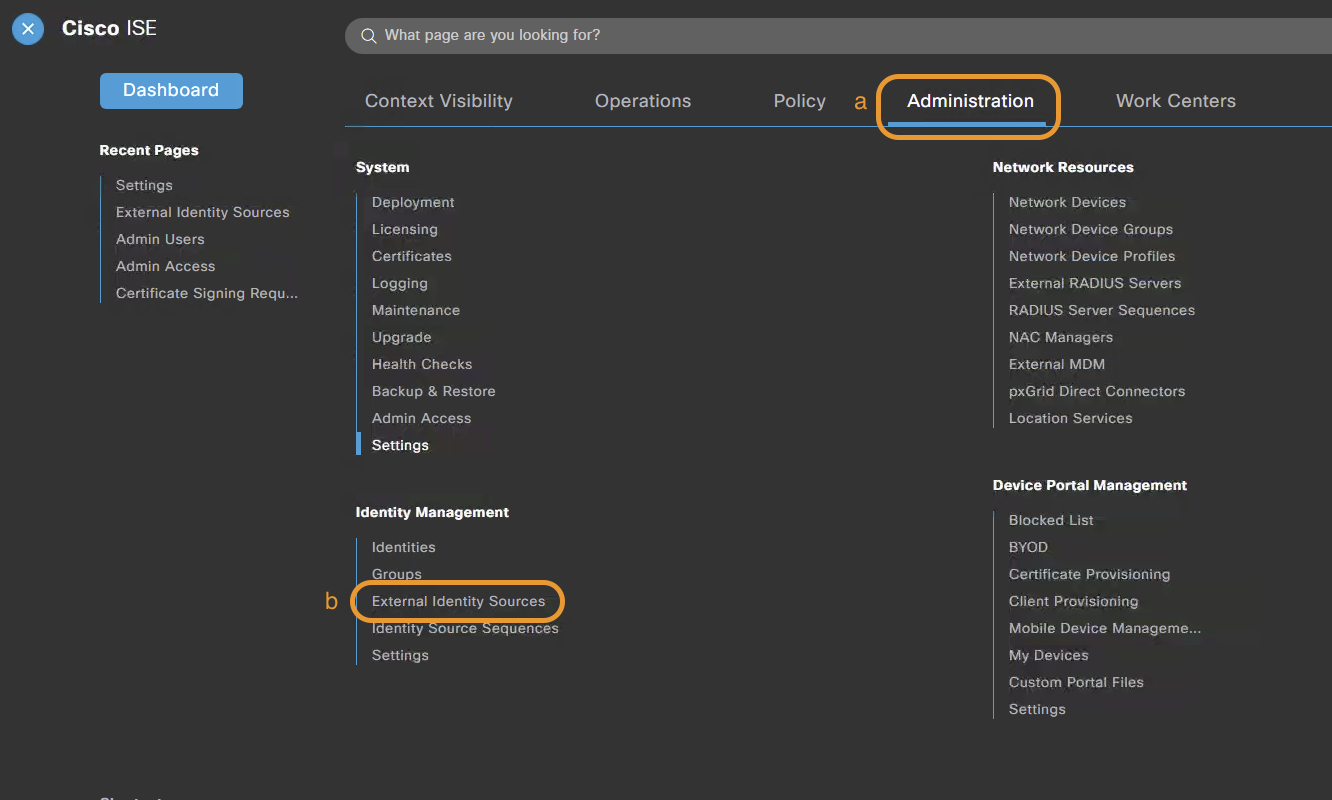 Cisco ISE
What page are you looking for?
Dashboard
Context Visibility
Operations
Policy
a
Administration
Work Centers
Recent Pages
Settings
External Identity Sources
Admin Users
Admin Access
Certificate Signing Requ...
System
Deployment
Licensing
Certificates
Logging
Maintenance
Upgrade
Health Checks
Backup & Restore
Admin Access
Settings
Identity Management
Identities
Groups
b
External Identity Sources
Identity Source Sequences
Settings
Network Resources
Network Devices
Network Device Groups
Network Device Profiles
External RADIUS Servers
RADIUS Server Sequences
NAC Managers
External MDM
pxGrid Direct Connectors
Location Services
Device Portal Management
Blocked List
BYOD
Certificate Provisioning
Client Provisioning
Mobile Device Manageme...
My Devices
Custom Portal Files
Settings